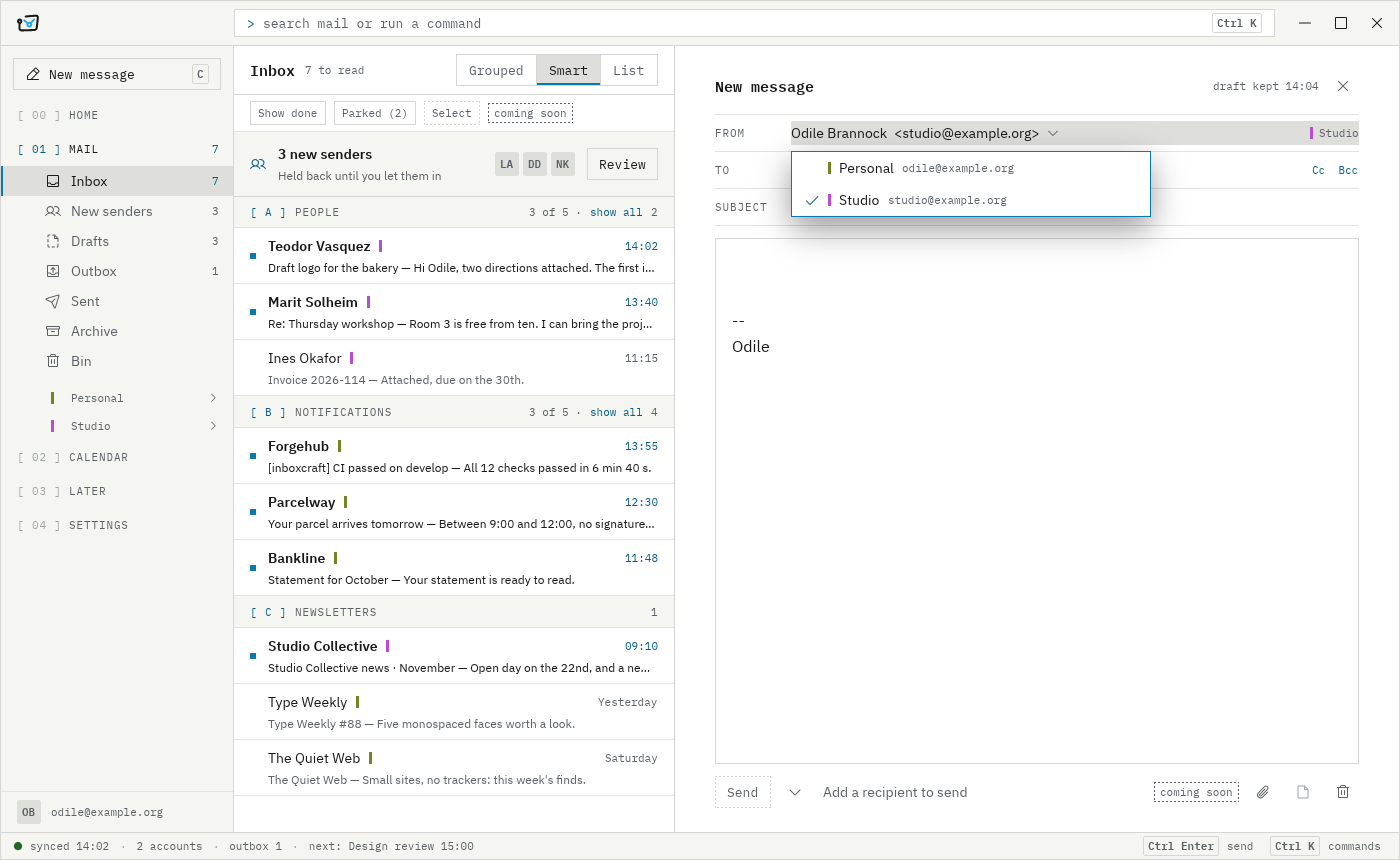 > search mail or run a command Ctrl K
New message C
[ 00 ] HOME
[ 01 ] MAIL 7
Inbox 7
New senders 3
Drafts 3
Outbox 1
Sent
Archive
Bin
Personal
Studio
[ 02 ] CALENDAR
[ 03 ] LATER
[ 04 ] SETTINGS
OB odile@example.org
Inbox 7 to read Grouped Smart List
Show done Parked (2) Select coming soon
3 new senders
Held back until you let them in
LA DD NK Review
[ A ] PEOPLE 3 of 5 · show all 2
Teodor Vasquez 14:02
Draft logo for the bakery — Hi Odile, two directions attached. The first i…
Marit Solheim 13:40
Re: Thursday workshop — Room 3 is free from ten. I can bring the proj…
Ines Okafor 11:15
Invoice 2026-114 — Attached, due on the 30th.
[ B ] NOTIFICATIONS 3 of 5 · show all 4
Forgehub 13:55
[inboxcraft] CI passed on develop — All 12 checks passed in 6 min 40 s.
Parcelway 12:30
Your parcel arrives tomorrow — Between 9:00 and 12:00, no signature…
Bankline 11:48
Statement for October — Your statement is ready to read.
[ C ] NEWSLETTERS 1
Studio Collective 09:10
Studio Collective news · November — Open day on the 22nd, and a ne…
Type Weekly Yesterday
Type Weekly #88 — Five monospaced faces worth a look.
The Quiet Web Saturday
The Quiet Web — Small sites, no trackers: this week's finds.
New message draft kept 14:04
FROM Odile Brannock <studio@example.org> Studio
TO Cc Bcc
Personal odile@example.org
Studio studio@example.org
SUBJECT
--
Odile
Send Add a recipient to send coming soon
synced 14:02 · 2 accounts · outbox 1 · next: Design review 15:00 Ctrl Enter send Ctrl K commands